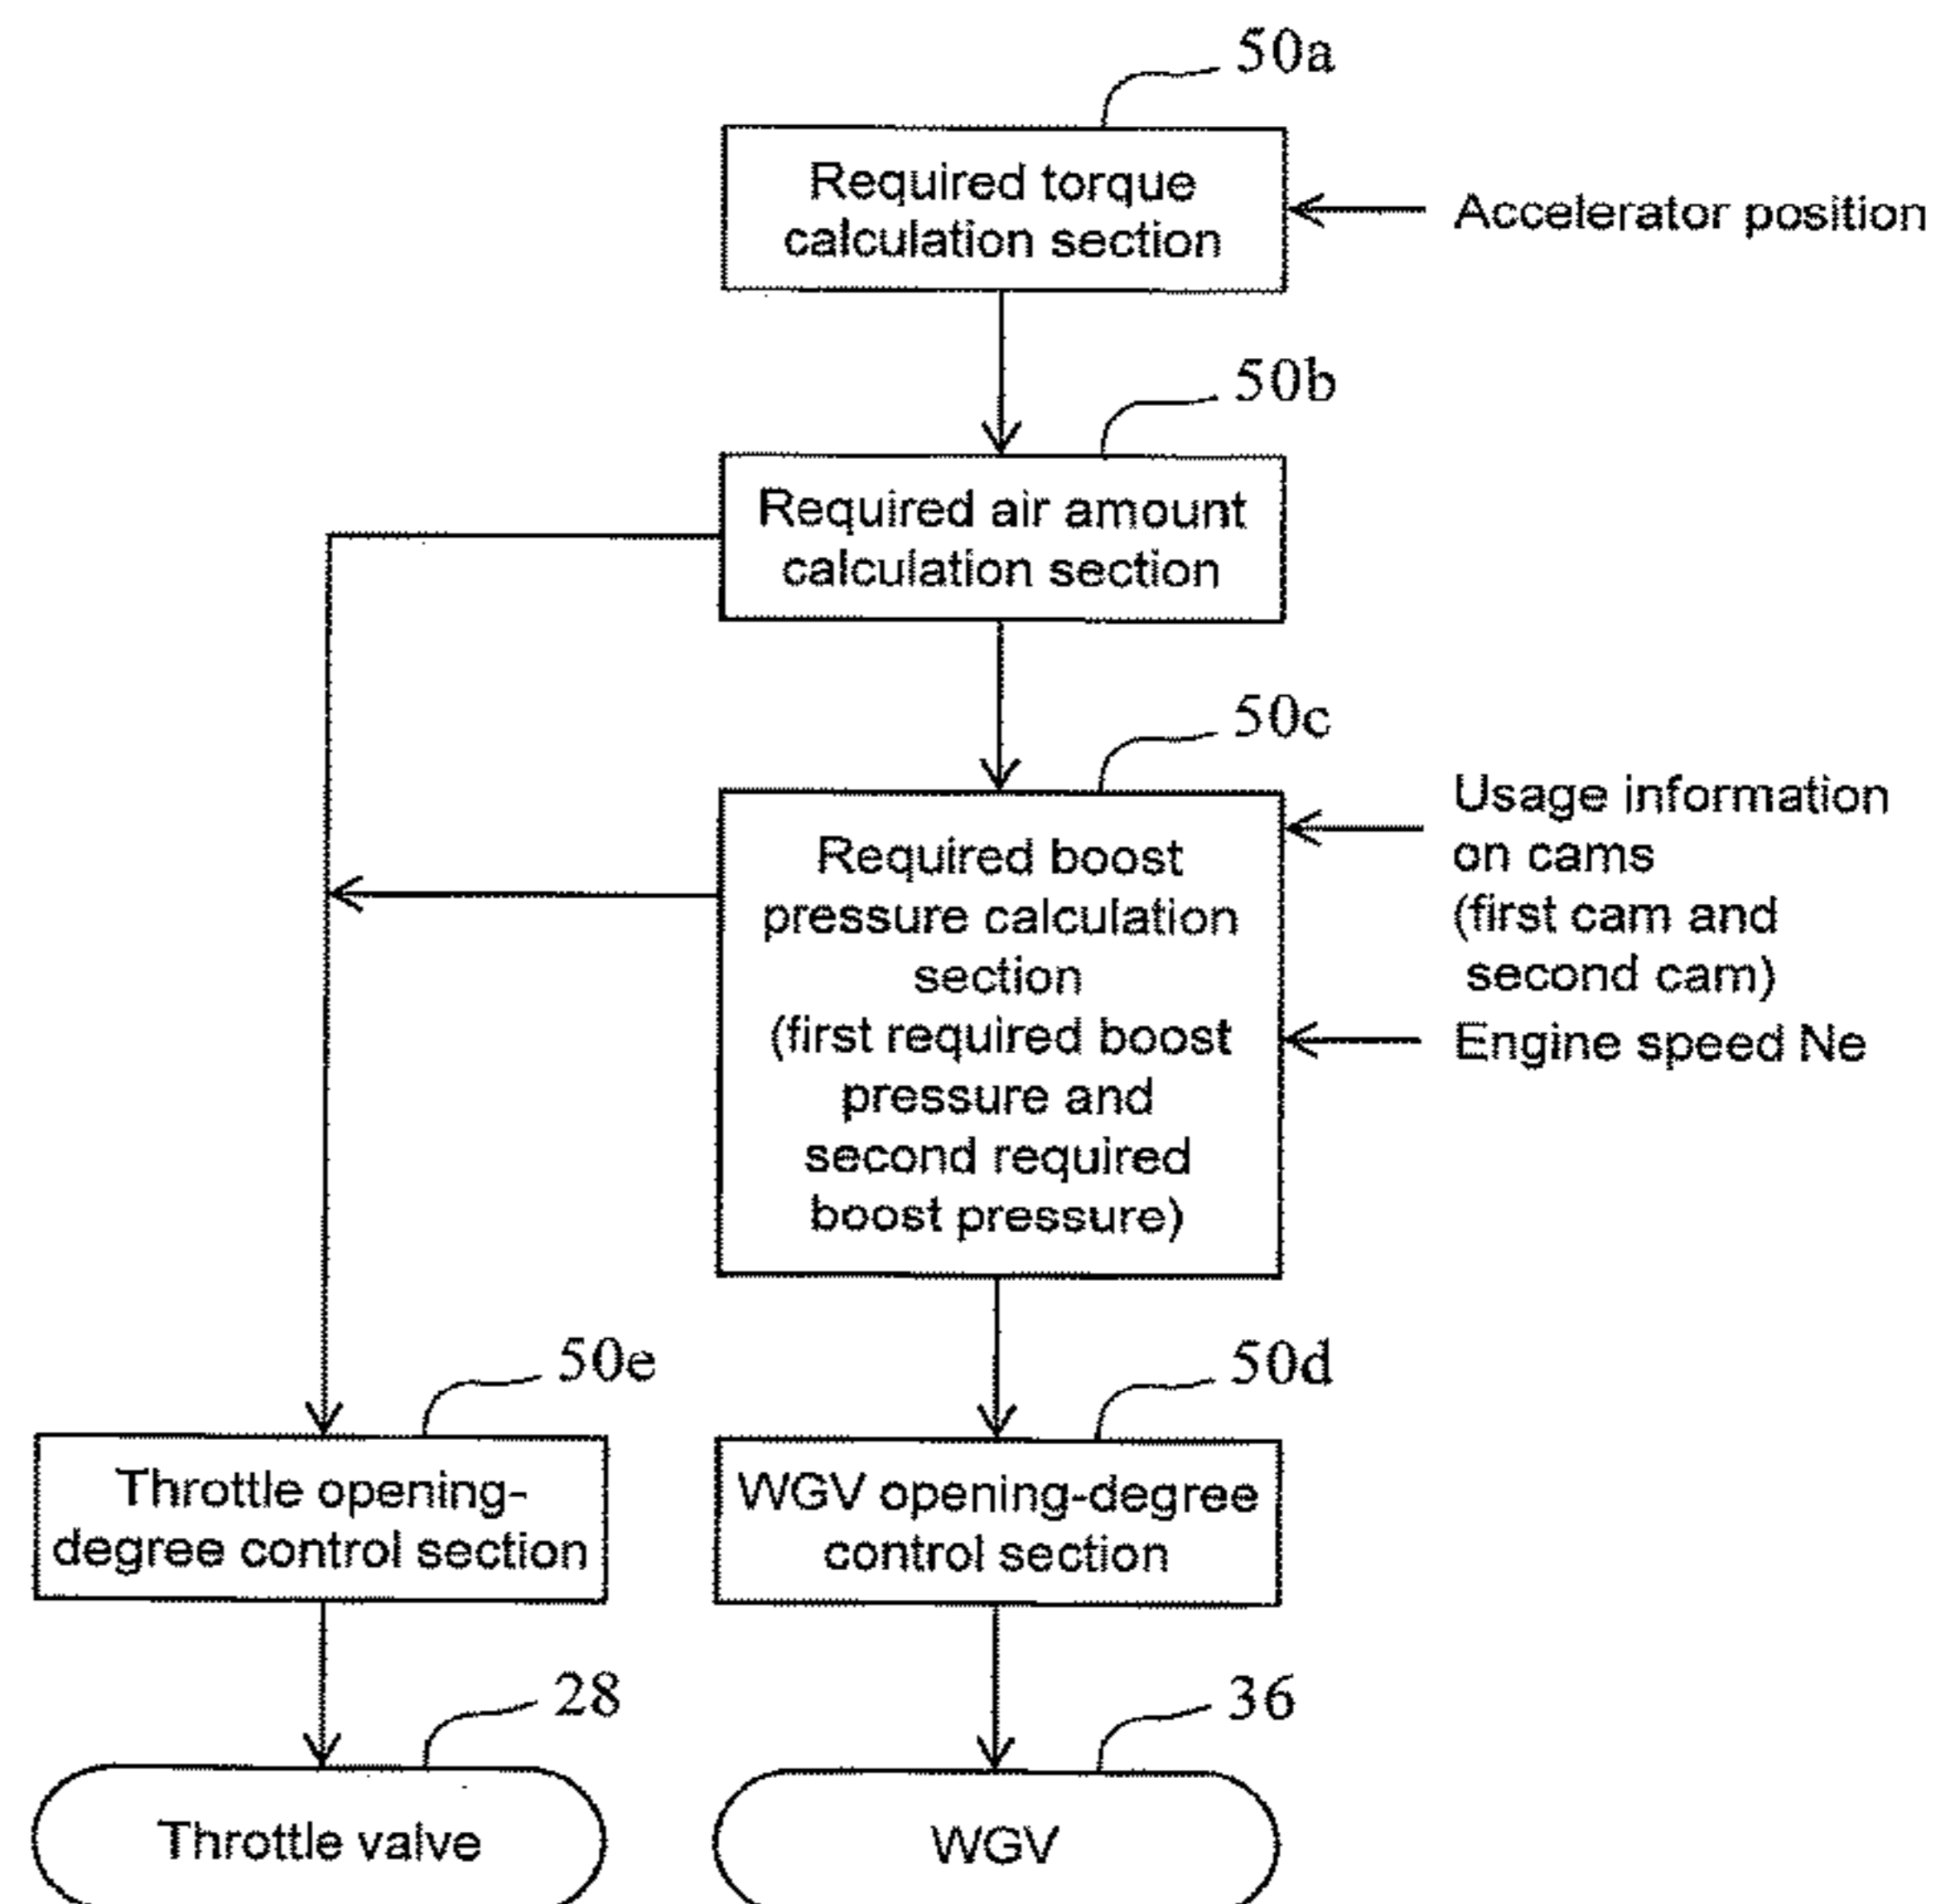 50a
Required torque
calculation section
Accelerator position
50b
Required air amount
calculation section
50c
Required boost
pressure calculation
section
(first required boost
pressure and
second required
boost pressure)
Usage information
on cams
(first cam and
second cam)
Engine speed Ne
50e
Throttle opening-
degree control section
50d
WGV opening-degree
control section
28
Throttle valve
36
WGV